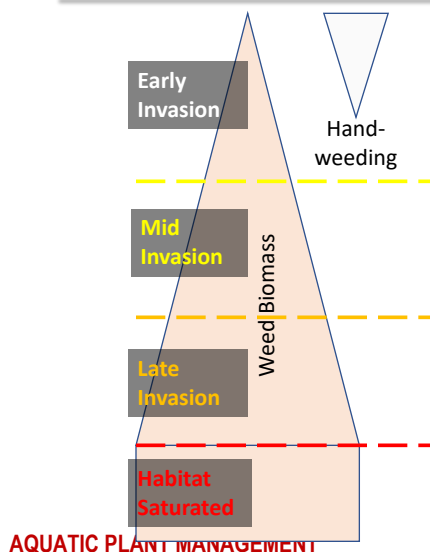 Early
Invasion
Hand-
weeding
Mid
Invasion
Weed Biomass
Late
Invasion
Habitat
Saturated
AQUATIC PLANT MANAGEMENT